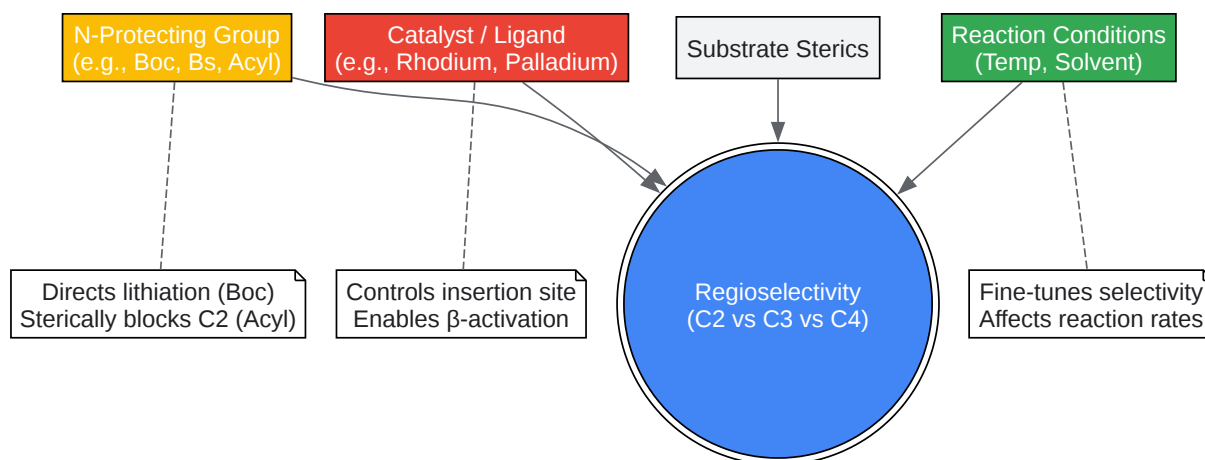 N-Protecting Group
(e.g., Boc, Bs, Acyl)
Catalyst / Ligand
(e.g., Rhodium, Palladium)
Substrate Sterics
Reaction Conditions
(Temp, Solvent)
Directs lithiation (Boc)
Sterically blocks C2 (Acyl)
Controls insertion site
Enables β-activation
Regioselectivity
(C2 vs C3 vs C4)
Fine-tunes selectivity
Affects reaction rates